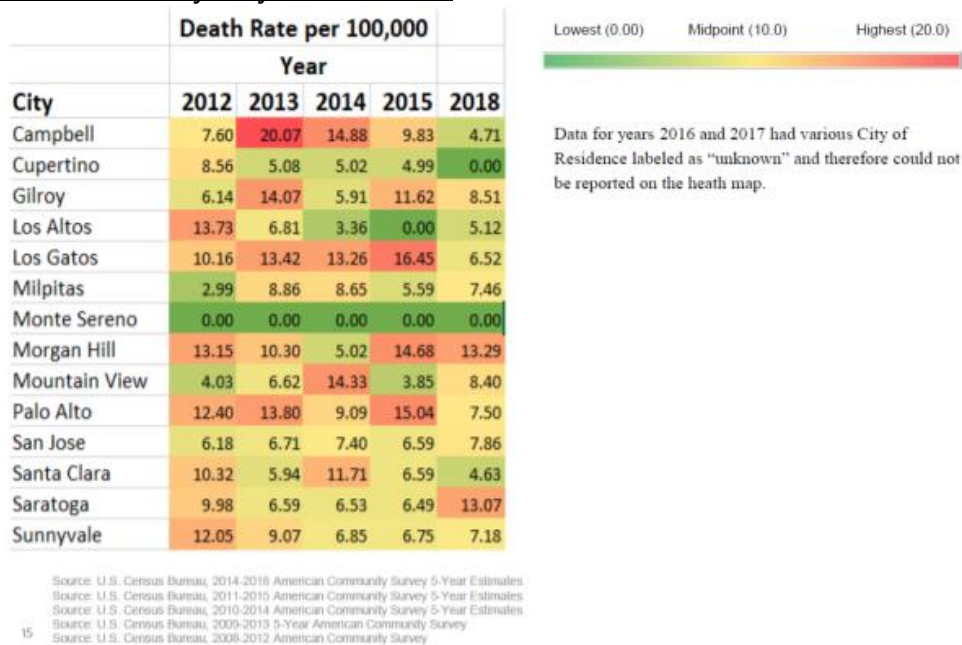 Death Rate per 100,000
Year
City 2012 2013 2014 2015 2018
Campbell 7.60 20.07 14.88 9.83 4.71
Cupertino 8.56 5.08 5.02 4.99 0.00
Gilroy 6.14 14.07 5.91 11.62 8.51
Los Altos 13.73 6.81 3.36 0.00 5.12
Los Gatos 10.16 13.42 13.26 16.45 6.52
Milpitas 2.99 8.86 8.65 5.59 7.46
Monte Sereno 0.00 0.00 0.00 0.00 0.00
Morgan Hill 13.15 10.30 5.02 14.68 13.29
Mountain View 4.03 6.62 14.33 3.85 8.40
Palo Alto 12.40 13.80 9.09 15.04 7.50
San Jose 6.18 6.71 7.40 6.59 7.86
Santa Clara 10.32 5.94 11.71 6.59 4.63
Saratoga 9.98 6.59 6.53 6.49 13.07
Sunnyvale 12.05 9.07 6.85 6.75 7.18
Lowest (0.00) Midpoint (10.0) Highest (20.0)
Data for years 2016 and 2017 had various City of
Residence labeled as “unknown” and therefore could not
be reported on the heath map.
Source: U.S. Census Bureau, 2014-2018 American Community Survey 5-Year Estimates
Source: U.S. Census Bureau, 2011-2015 American Community Survey 5-Year Estimates
Source: U.S. Census Bureau, 2010-2014 American Community Survey 5-Year Estimates
Source: U.S. Census Bureau, 2009-2013 5-Year American Community Survey
Source: U.S. Census Bureau, 2008-2012 American Community Survey
15